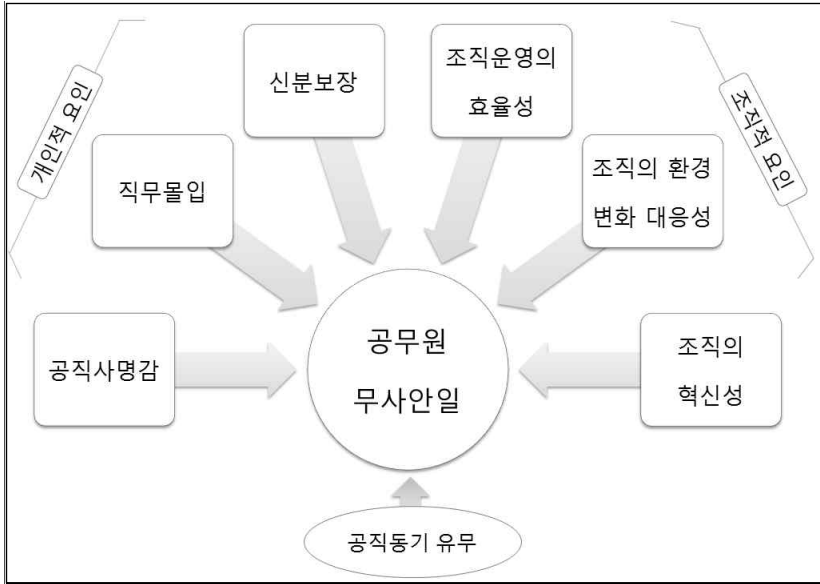 개인적 요인
신분보장
조직운영의
효율성
조직적 요인
직무몰입
조직의 환경
변화 대응성
공직사명감
공무원
무사안일
조직의
혁신성
공직동기 유무